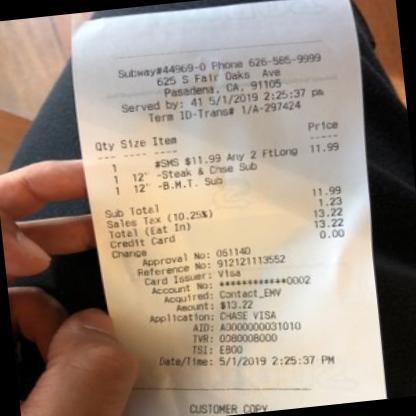 Subway#44969-0 Phone 626-585-9999
625 S Fair Oaks Ave
Pasadena, CA, 91105
Served by: 41 5/1/2019 2:25:37 pm
Term ID-Trans# 1/A-297424
Qty Size Item Price
--- ---- ---- -----
1 #SMS $11.99 Any 2 FtLong 11.99
1 12" -Steak & Chse Sub
1 12" -B.M.T. Sub
Sub Total 11.99
Sales Tax (10.25%) 1.23
Total (Eat In) 13.22
Credit Card 13.22
Change 0.00
Approval No: 05114D
Reference No: 912121113552
Card Issuer: Visa
Account No: ************0002
Acquired: Contact_EMV
Amount: $13.22
Application: CHASE VISA
AID: A0000000031010
TVR: 0080008000
TSI: E800
Date/Time: 5/1/2019 2:25:37 PM
CUSTOMER COPY